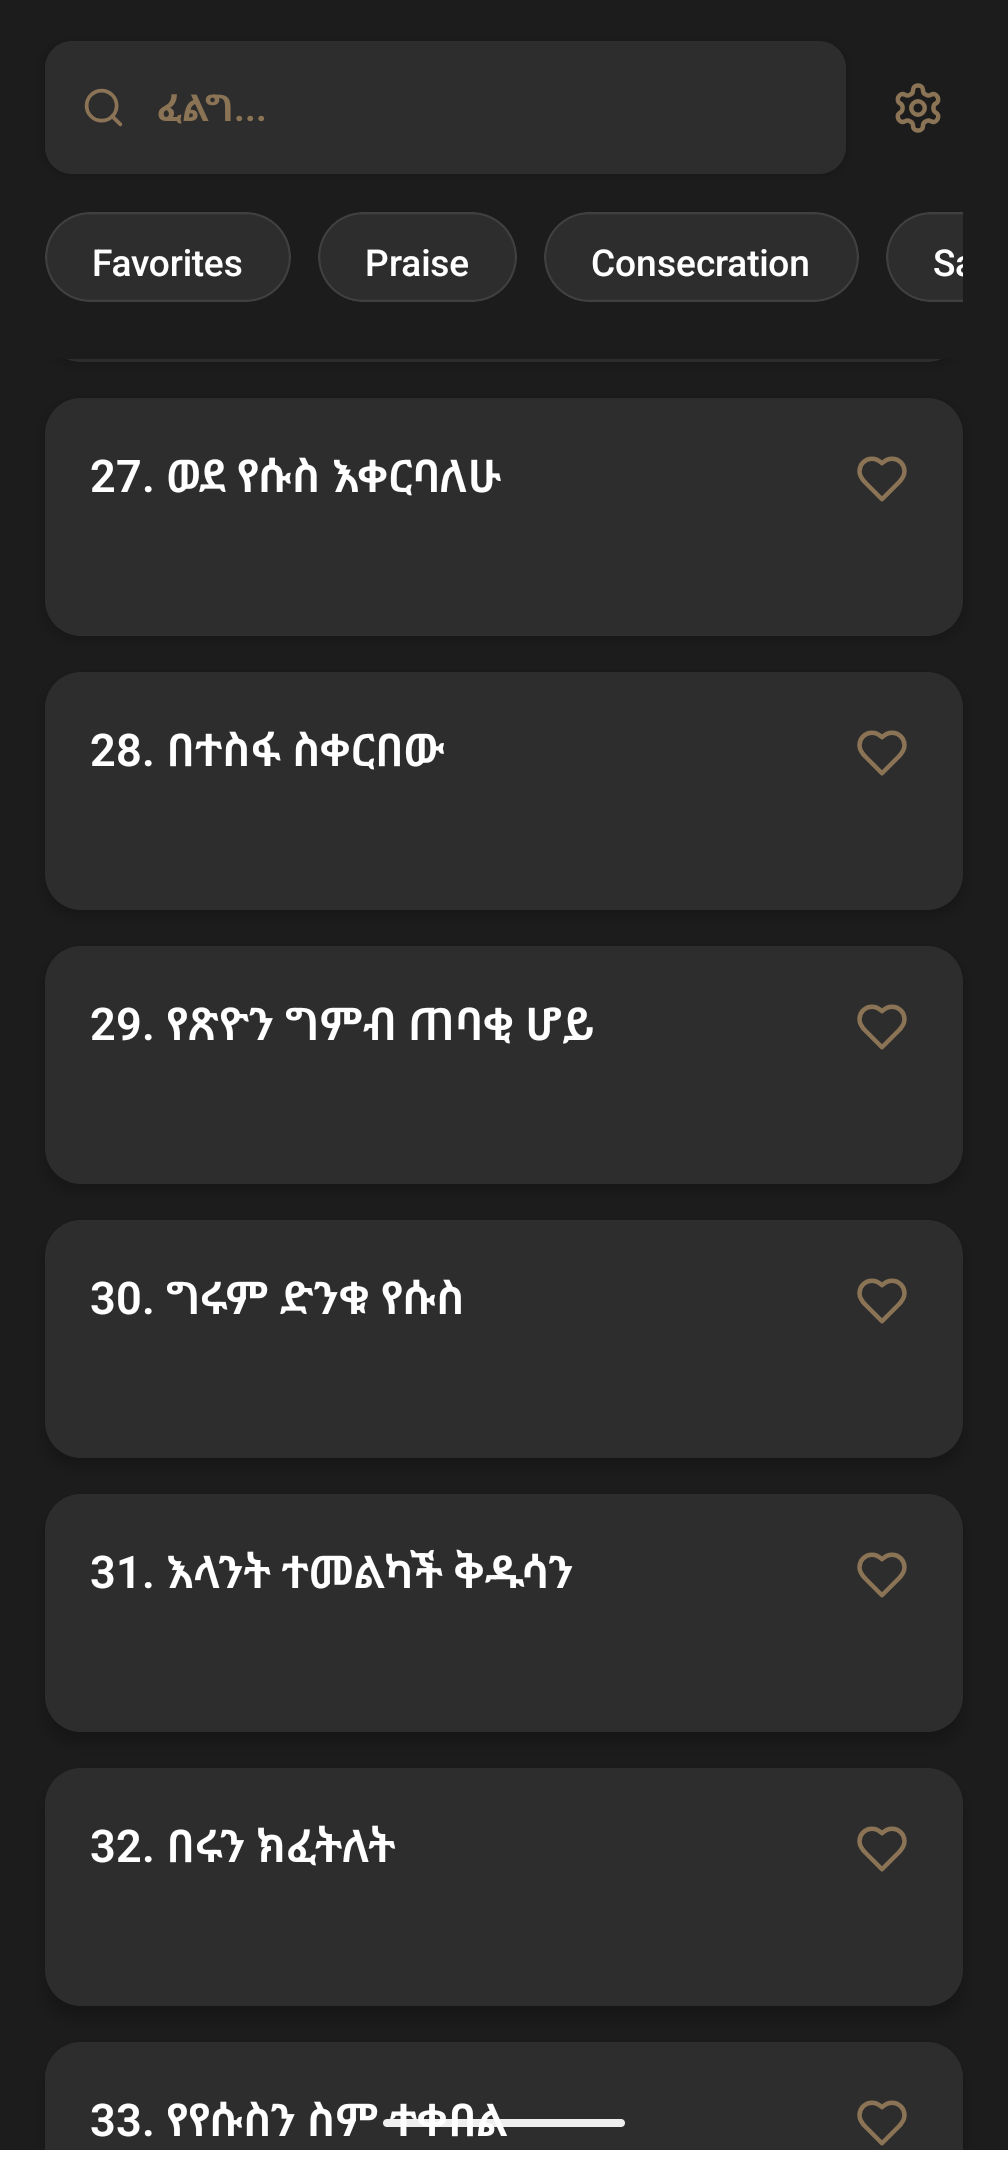 ፈልግ...
Favorites
Praise
Consecration
Sa
27. ወደ የሱስ እቀርባለሁ
28. በተስፋ ስቀርበው
29. የጽዮን ግምብ ጠባቂ ሆይ
30. ግሩም ድንቁ የሱስ
31. እላንት ተመልካች ቅዱሳን
32. በሩን ክፈትለት
33. የየሱስን ስም ተቀበል